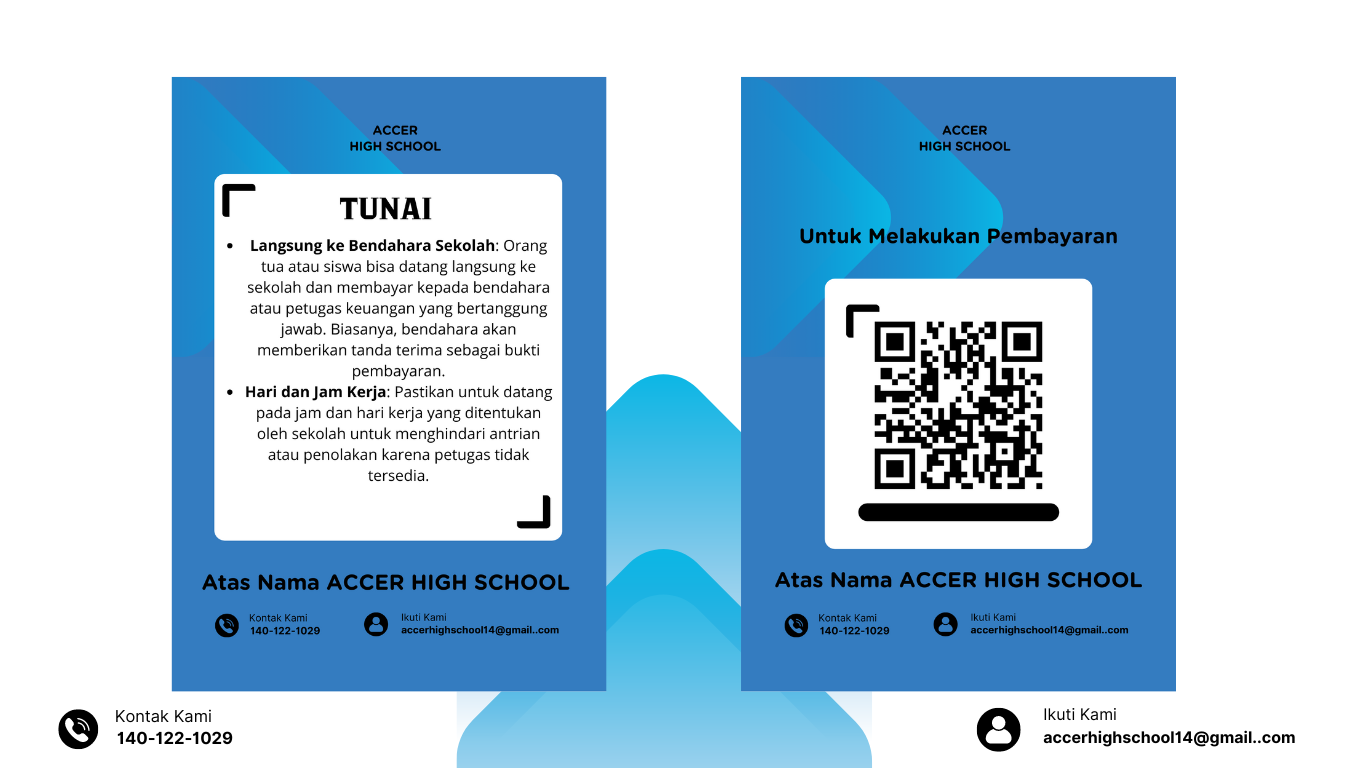 ACCER
HIGH SCHOOL
TUNAI
• Langsung ke Bendahara Sekolah: Orang
tua atau siswa bisa datang langsung ke
sekolah dan membayar kepada bendahara
atau petugas keuangan yang bertanggung
jawab. Biasanya, bendahara akan
memberikan tanda terima sebagai bukti
pembayaran.
• Hari dan Jam Kerja: Pastikan untuk datang
pada jam dan hari kerja yang ditentukan
oleh sekolah untuk menghindari antrian
atau penolakan karena petugas tidak
tersedia.
Atas Nama ACCER HIGH SCHOOL
Kontak Kami
140-122-1029
Ikuti Kami
accerhighschool14@gmail..com
ACCER
HIGH SCHOOL
Untuk Melakukan Pembayaran
Atas Nama ACCER HIGH SCHOOL
Kontak Kami
140-122-1029
Ikuti Kami
accerhighschool14@gmail..com
Kontak Kami
140-122-1029
Ikuti Kami
accerhighschool14@gmail..com